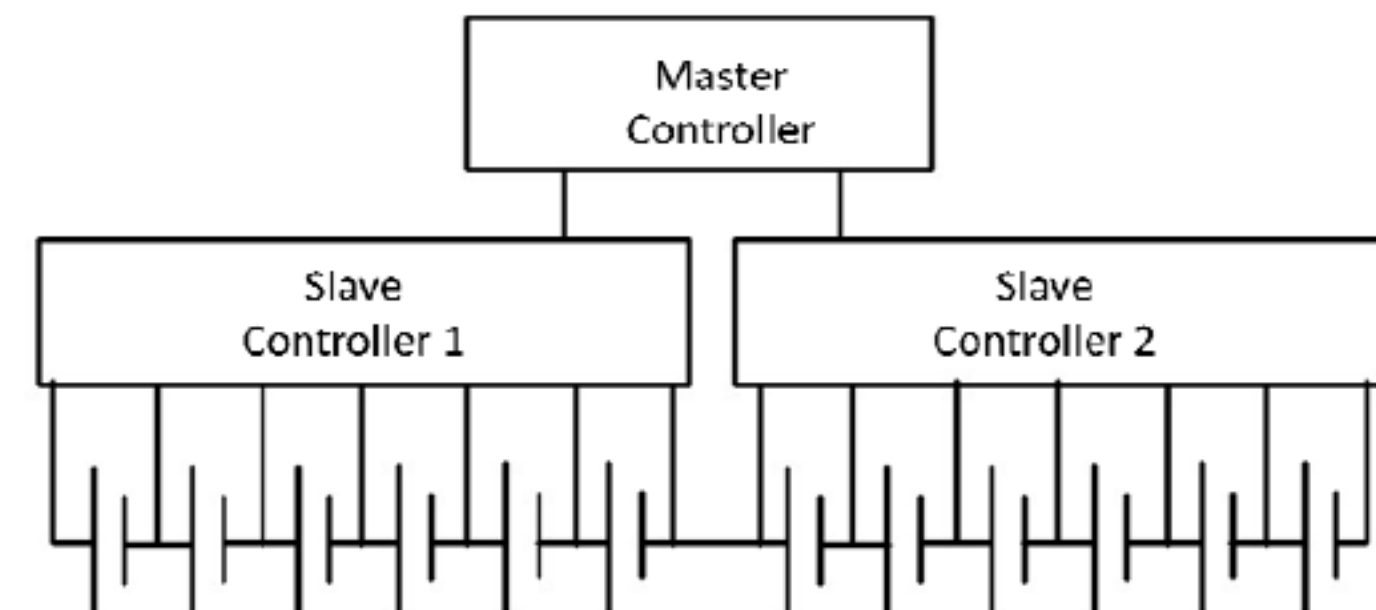 Master
Controller
Slave
Controller 1
Slave
Controller 2